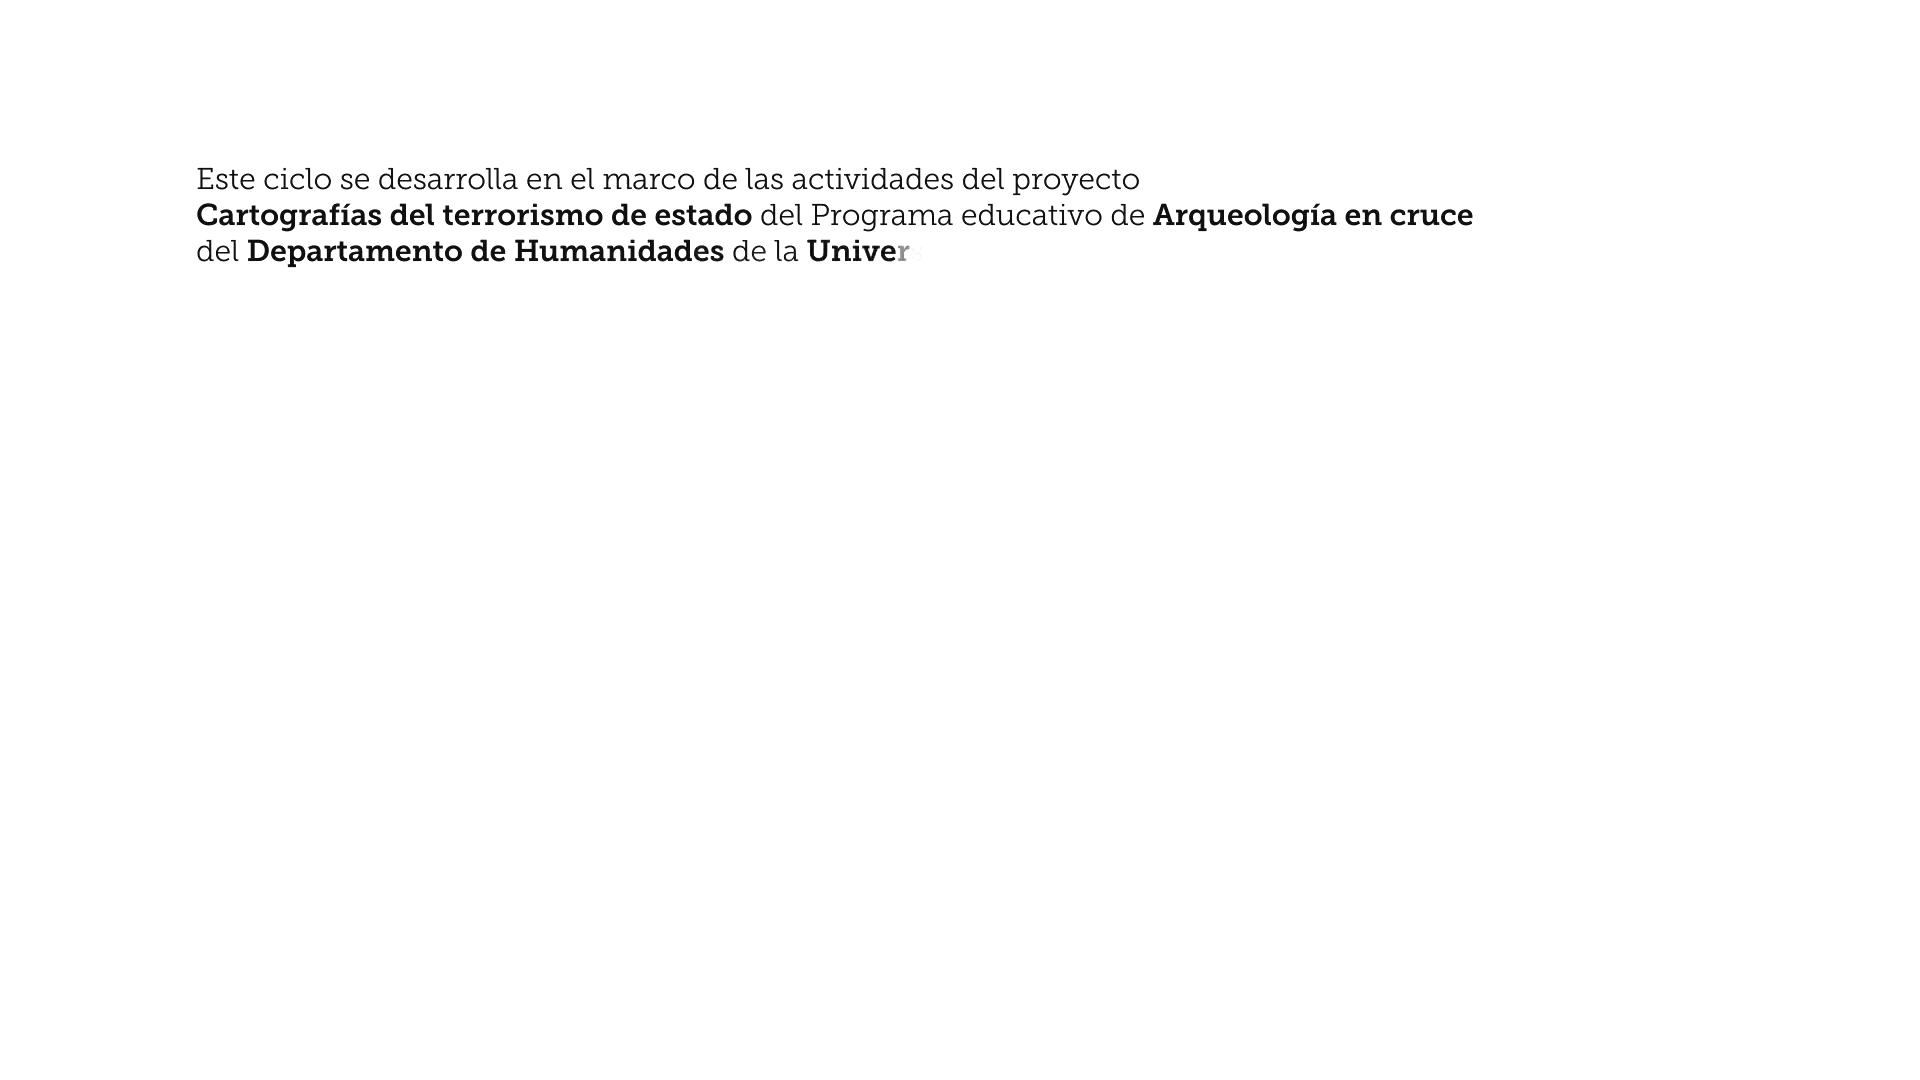 Este ciclo se desarrolla en el marco de las actividades del proyecto
Cartografías del terrorismo de estado del Programa educativo de Arqueología en cruce
del Departamento de Humanidades de la Univer